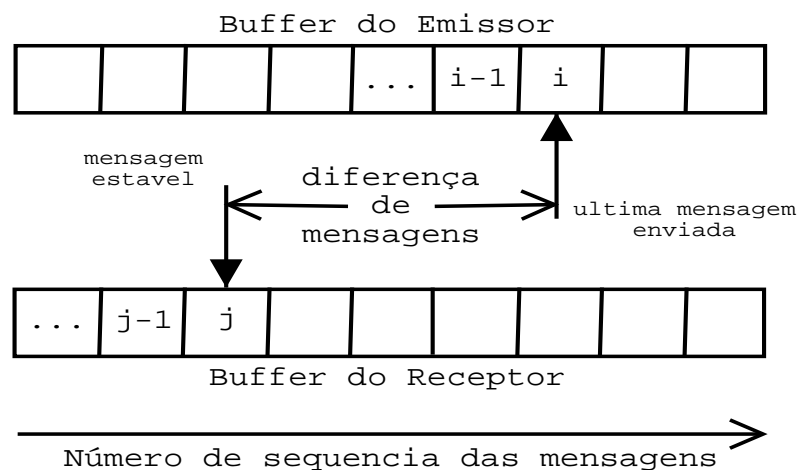 Buffer do Emissor
... i-1 i
mensagem
estavel
diferença
de
mensagens
ultima mensagem
enviada
... j-1 j
Buffer do Receptor
Número de sequencia das mensagens